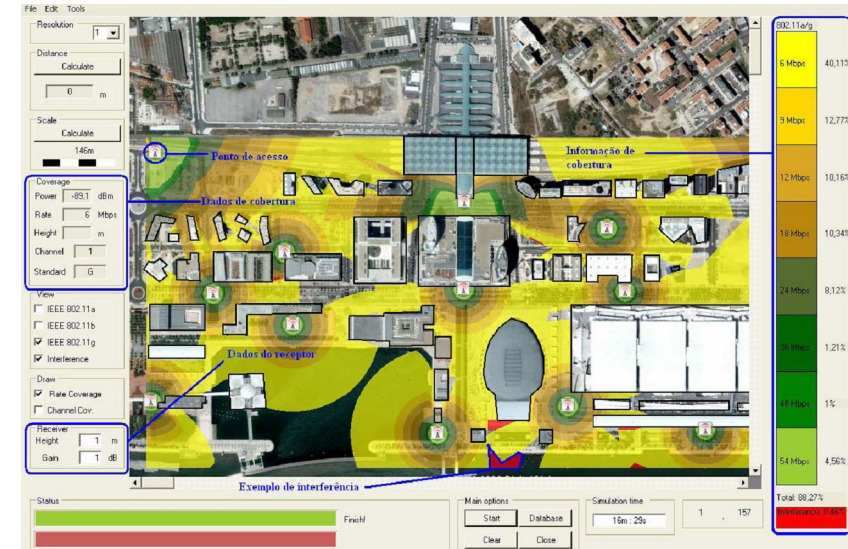 File Edit Tools
Resolution
1
Distance
Calculate
0 m
Scale
Calculate
146m
Coverage
Power -89,1 dBm
Rate 6 Mbps
Height m
Channel 1
Standard G
View
IEEE 802.11a
IEEE 802.11b
IEEE 802.11g
Interference
Draw
Rate Coverage
Channel Cov.
Receiver
Height 1 m
Gain 1 dB
Ponto de acesso
Dados de cobertura
Dados do receptor
Exemplo de interferência
Informação de
cobertura
802.11a/g
6 Mbps 40,11%
9 Mbps 12,77%
12 Mbps 10,16%
18 Mbps 10,34%
24 Mbps 8,12%
36 Mbps 1,21%
48 Mbps 1%
54 Mbps 4,56%
Total: 88,27%
Interference: 0,46%
Status
Finish!
Main options
Start Database
Clear Close
Simulation time
16m : 29s
1 - 157